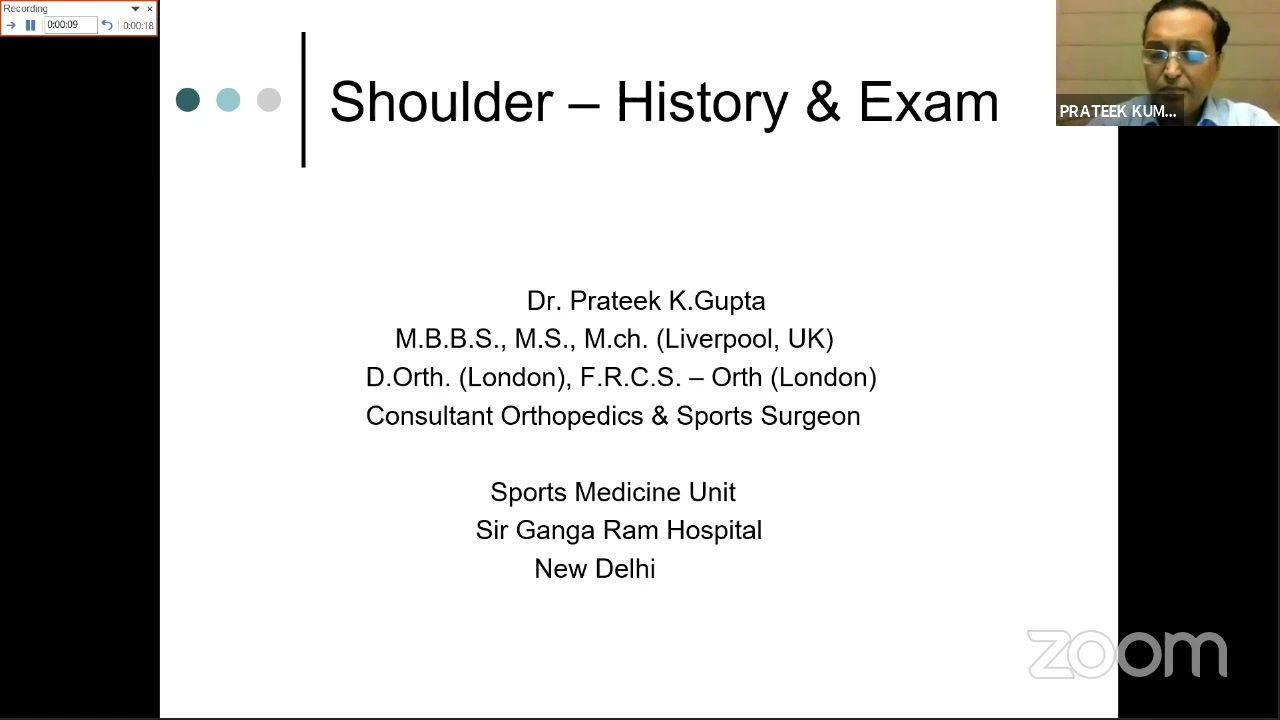 Recording
0:00:09
0:00:18
Shoulder – History & Exam
PRATEEK KUM...
Dr. Prateek K.Gupta
M.B.B.S., M.S., M.ch. (Liverpool, UK)
D.Orth. (London), F.R.C.S. – Orth (London)
Consultant Orthopedics & Sports Surgeon
Sports Medicine Unit
Sir Ganga Ram Hospital
New Delhi
zoom